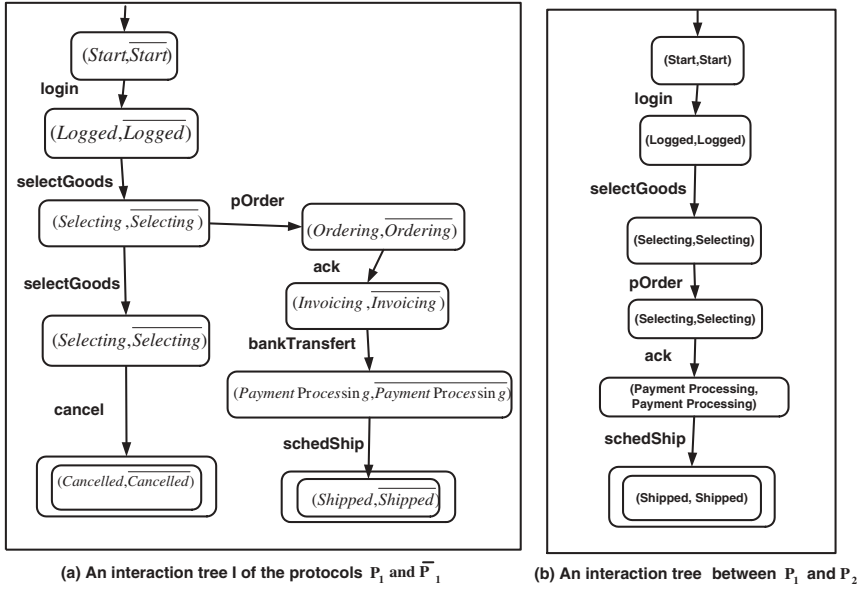 (Start,Start)
login
(Logged,Logged)
selectGoods
(Selecting,Selecting)
pOrder
(Ordering,Ordering)
ack
selectGoods
(Invoicing,Invoicing)
(Selecting,Selecting)
bankTransfert
(Payment Processing,Payment Processing)
cancel
schedShip
(Cancelled,Cancelled)
(Shipped,Shipped)
(a) An interaction tree I of the protocols P1 and P̅1
(Start,Start)
login
(Logged,Logged)
selectGoods
(Selecting,Selecting)
pOrder
(Selecting,Selecting)
ack
(Payment Processing,
Payment Processing)
schedShip
(Shipped, Shipped)
(b) An interaction tree between P1 and P2